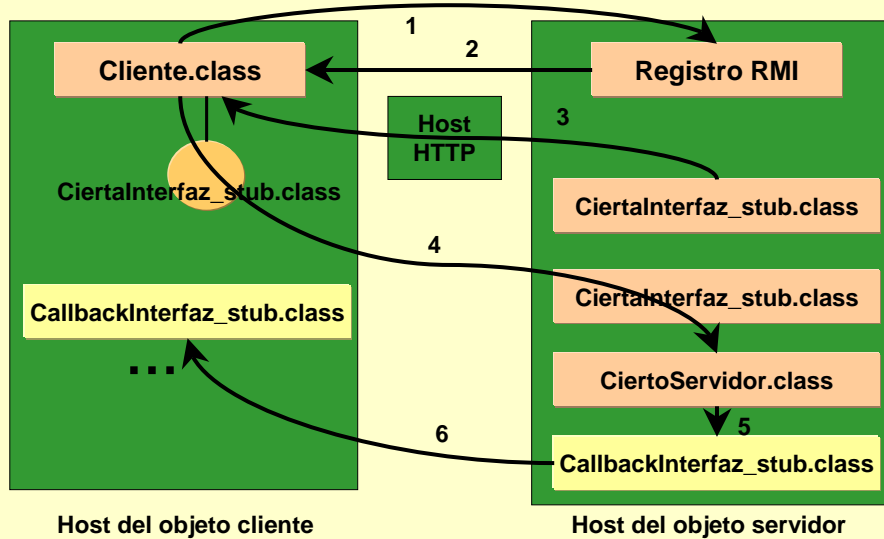 1
2
Cliente.class
Registro RMI
Host
HTTP
3
CiertaInterfaz_stub.class
CiertaInterfaz_stub.class
4
CiertaInterfaz_stub.class
CallbackInterfaz_stub.class
...
CiertoServidor.class
5
6
CallbackInterfaz_stub.class
Host del objeto cliente
Host del objeto servidor